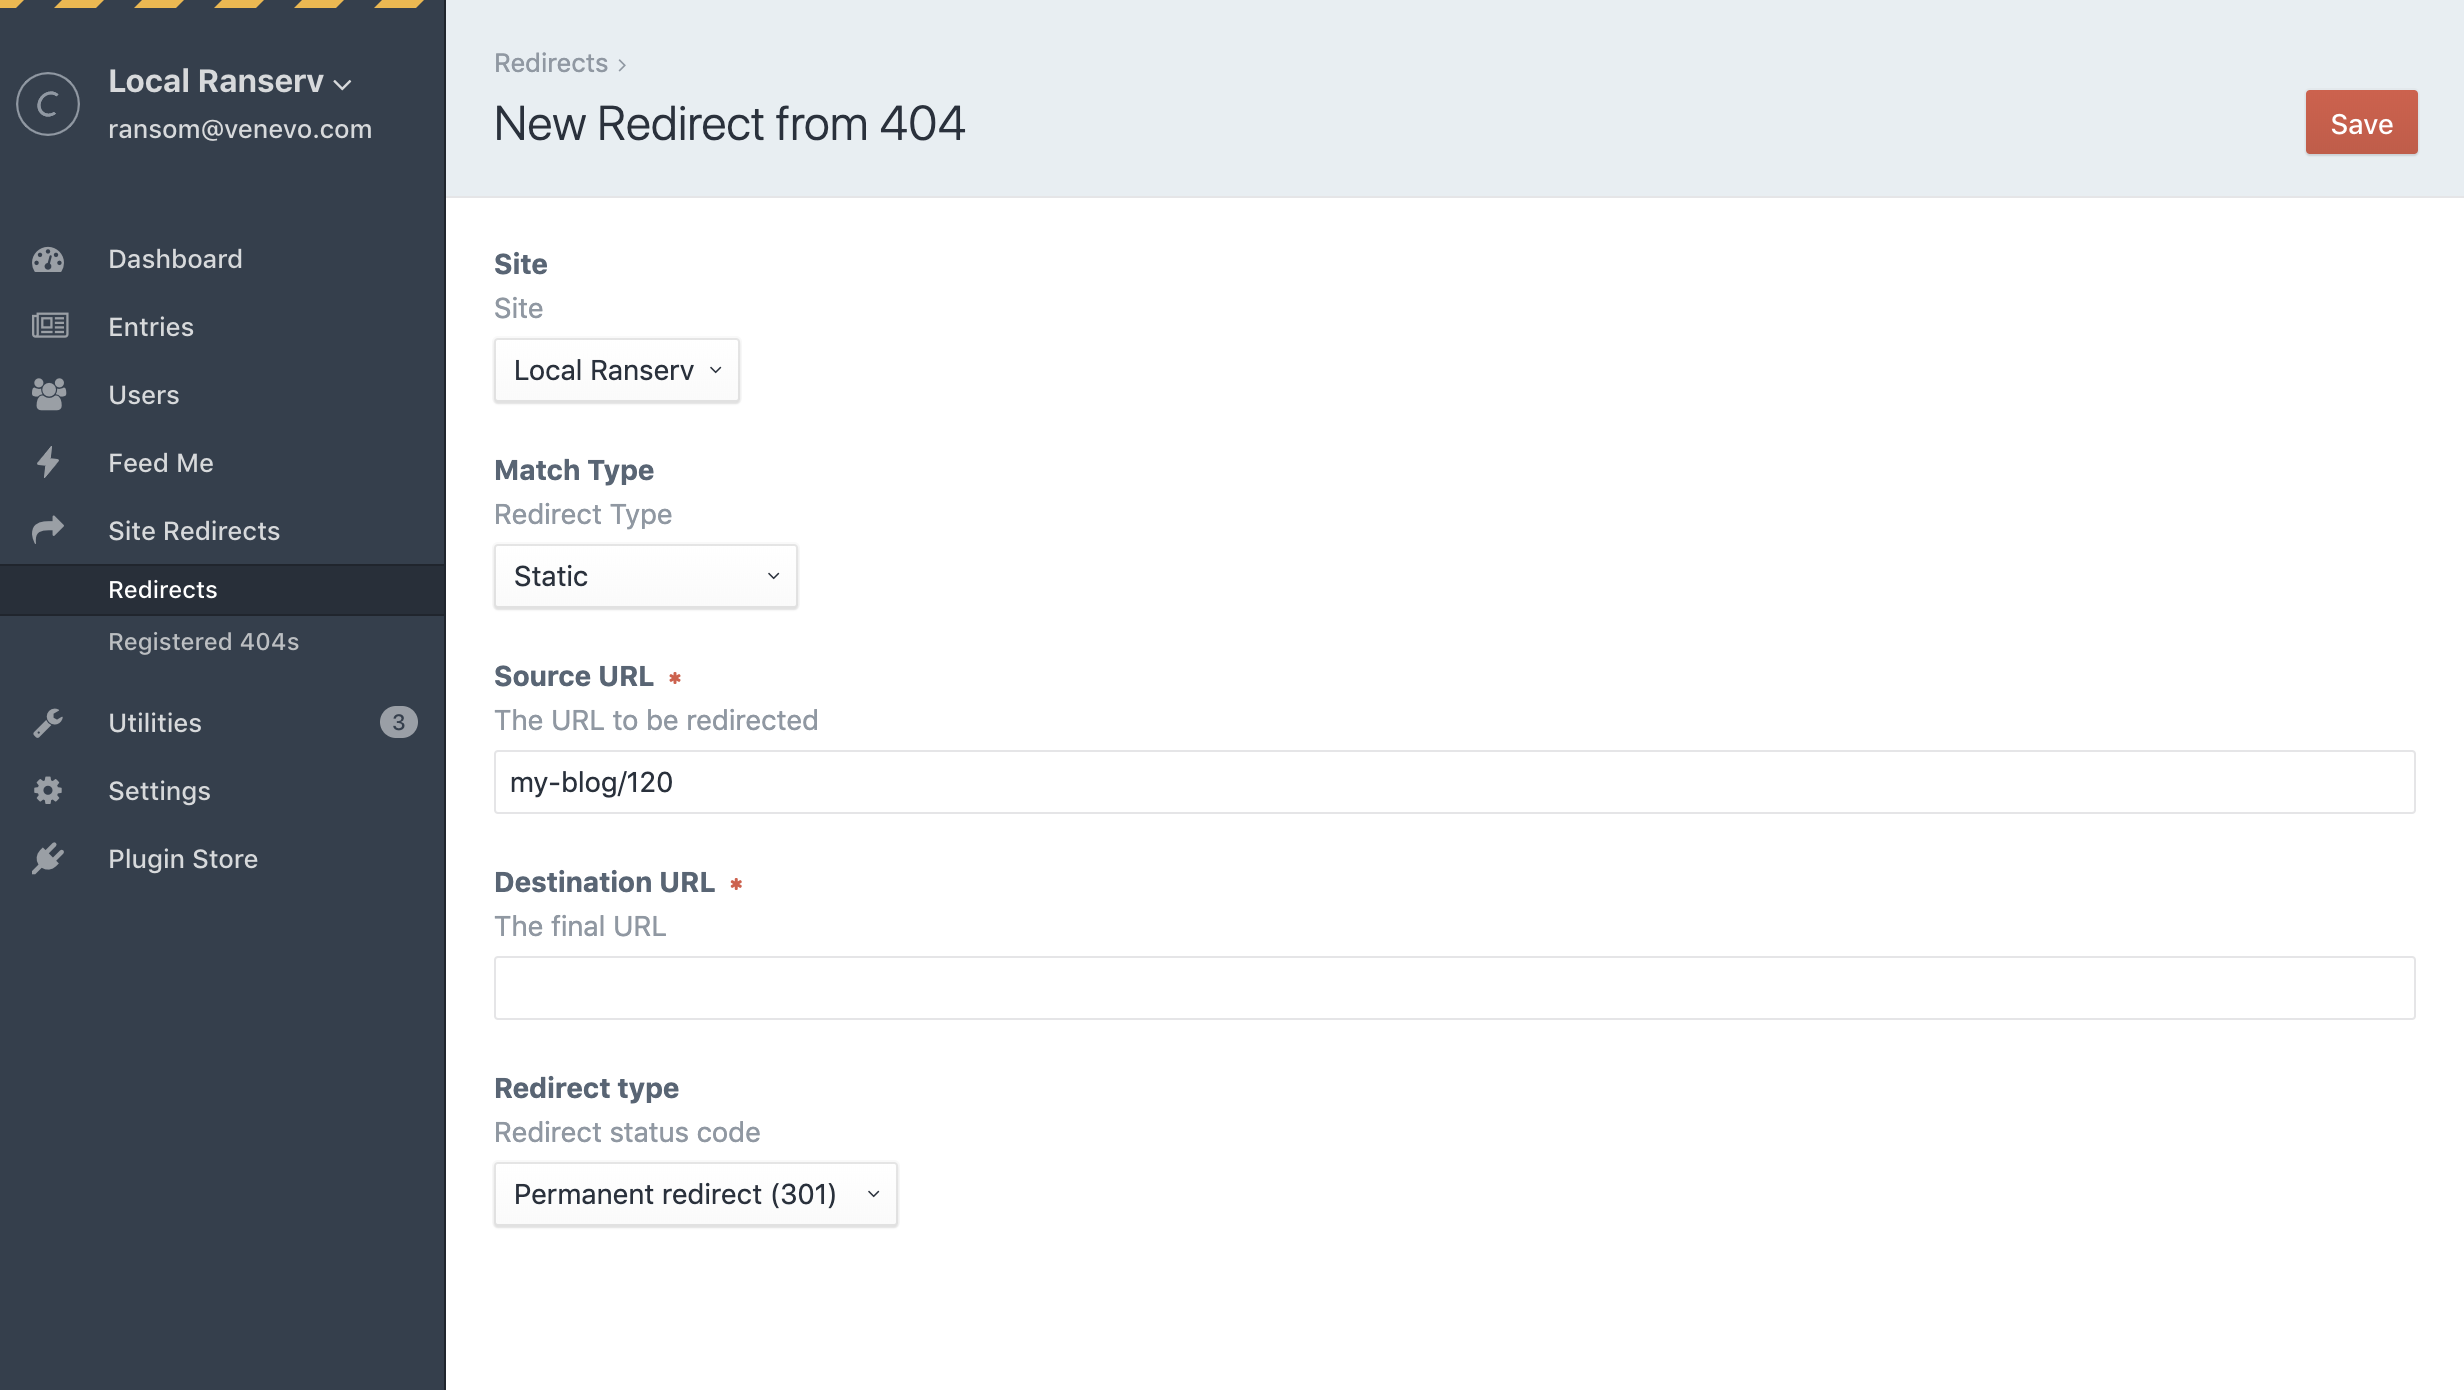 C
Local Ranserv
ransom@venevo.com
Dashboard
Entries
Users
Feed Me
Site Redirects
Redirects
Registered 404s
Utilities 3
Settings
Plugin Store
Redirects ›
New Redirect from 404
Save
Site
Site
Local Ranserv
Match Type
Redirect Type
Static
Source URL *
The URL to be redirected
my-blog/120
Destination URL *
The final URL
Redirect type
Redirect status code
Permanent redirect (301)